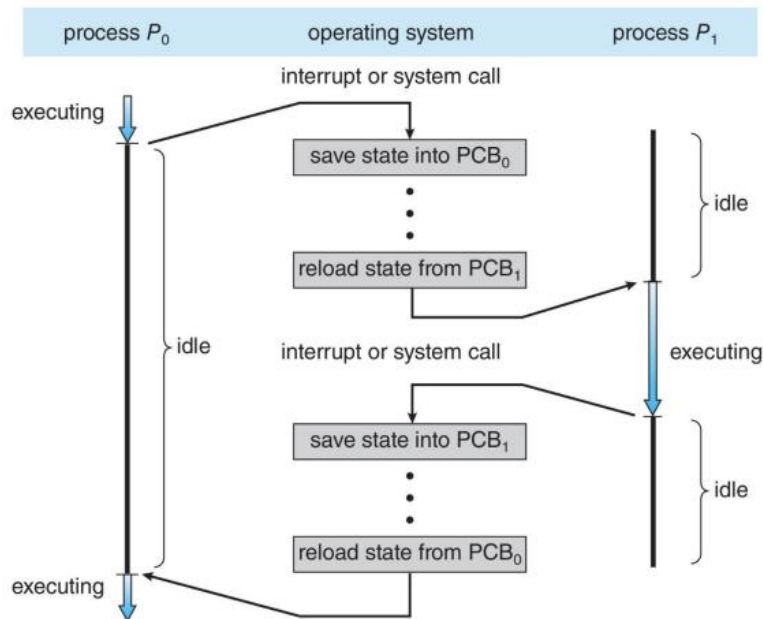 process P₀ operating system process P₁
interrupt or system call
executing
save state into PCB₀
idle
reload state from PCB₁
idle
interrupt or system call
executing
save state into PCB₁
idle
reload state from PCB₀
executing